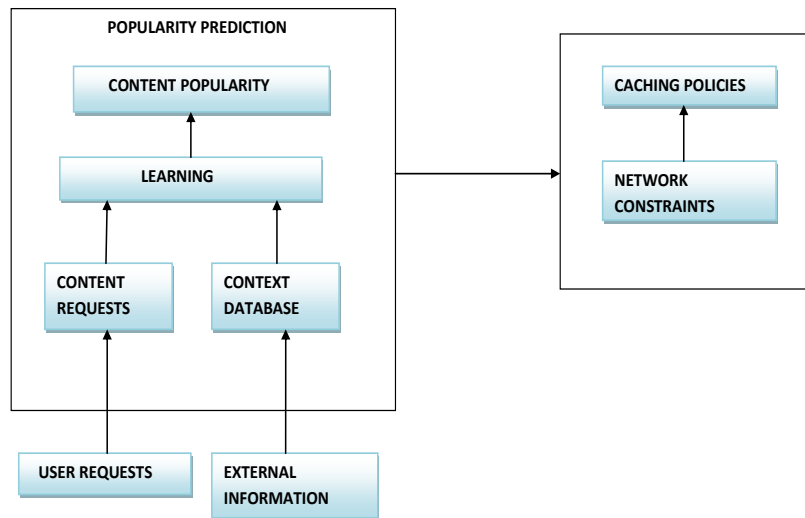 POPULARITY PREDICTION
CONTENT POPULARITY
LEARNING
CONTENT
REQUESTS
CONTEXT
DATABASE
USER REQUESTS
EXTERNAL
INFORMATION
CACHING POLICIES
NETWORK
CONSTRAINTS